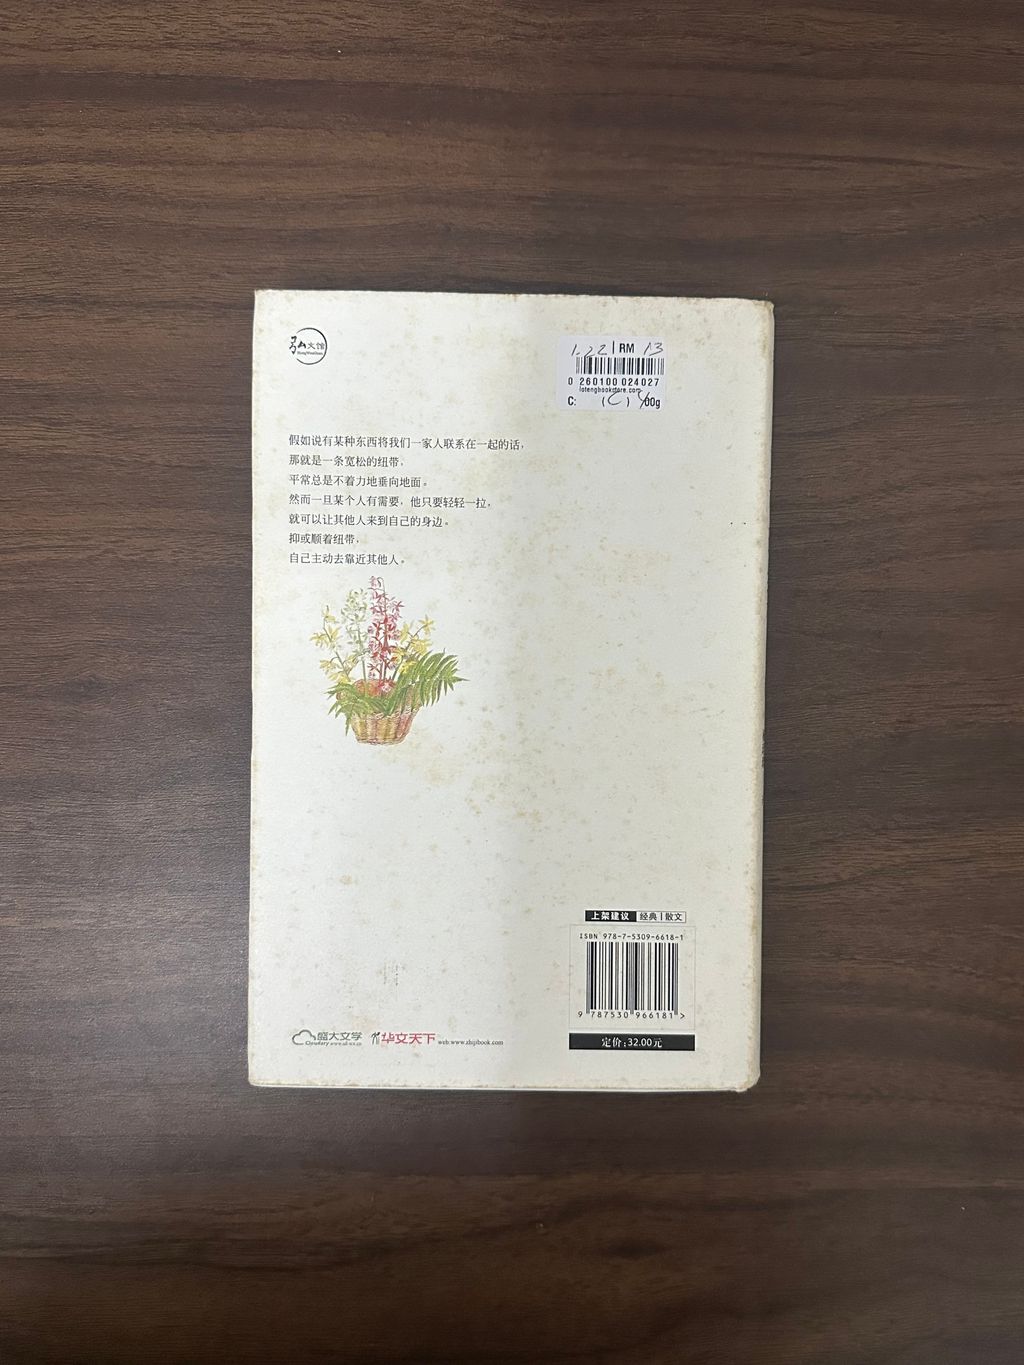 弘文馆
HongWenGuan
1.22 RM 13
0 260100 024027
lotengbookstore.com
C: (C) 00g
假如说有某种东西将我们一家人联系在一起的话，
那就是一条宽松的纽带，
平常总是不着力地垂向地面。
然而一旦某个人有需要，他只要轻轻一拉，
就可以让其他人来到自己的身边。
抑或顺着纽带，
自己主动去靠近其他人。
上架建议 经典|散文
ISBN 978-7-5309-6618-1
9 787530 966181 >
定价：32.00元
盛大文学
Cloudary
华文天下
web:www.zhijibook.com